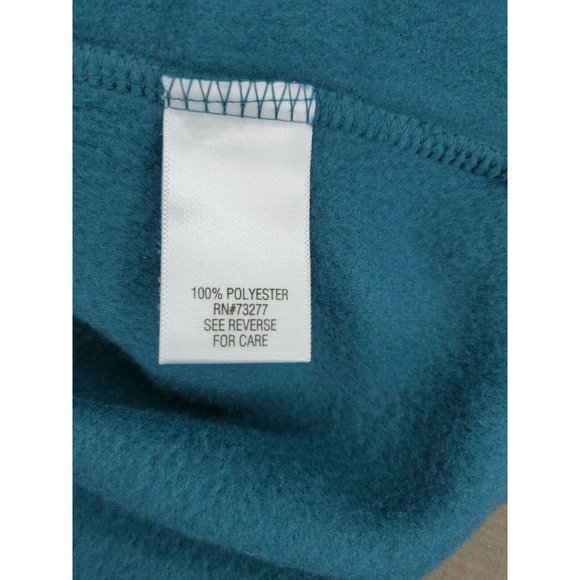 100% POLYESTER
RN#73277
SEE REVERSE
FOR CARE